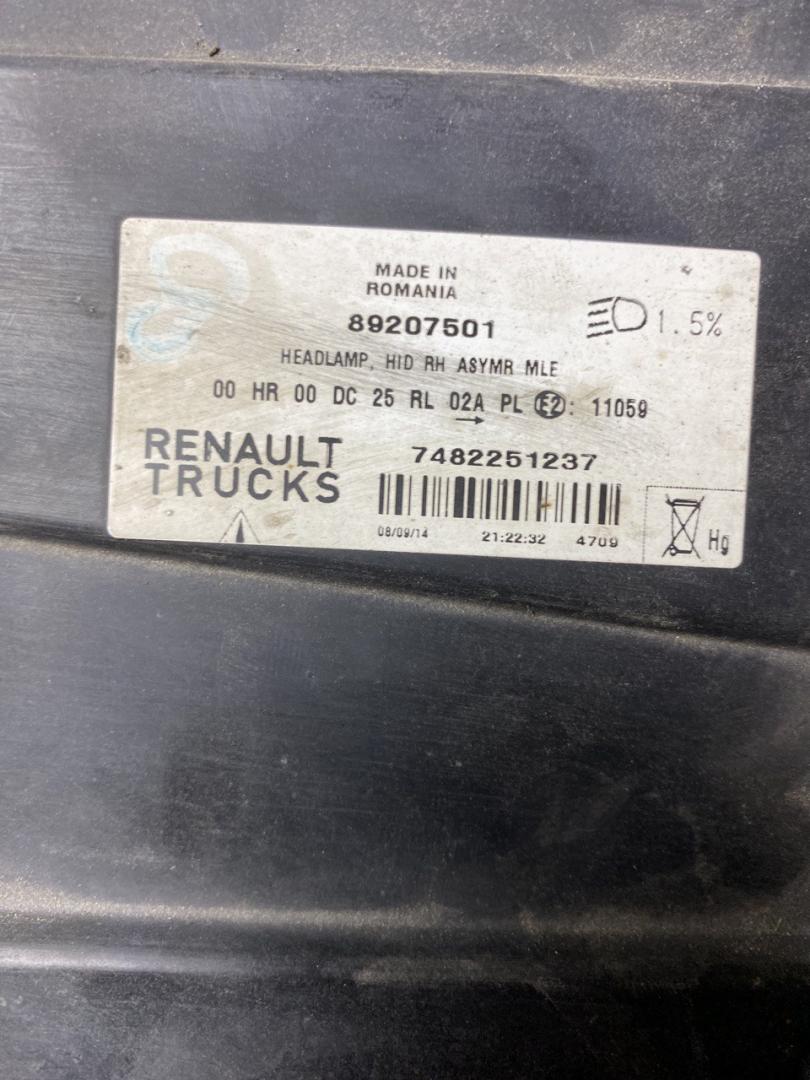 MADE IN
ROMANIA
89207501
1.5%
HEADLAMP, HID RH ASYMR MLE
00 HR 00 DC 25 RL 02A PL E2: 11059
RENAULT
TRUCKS
7482251237
08/09/14 21:22:32 4709
Hg